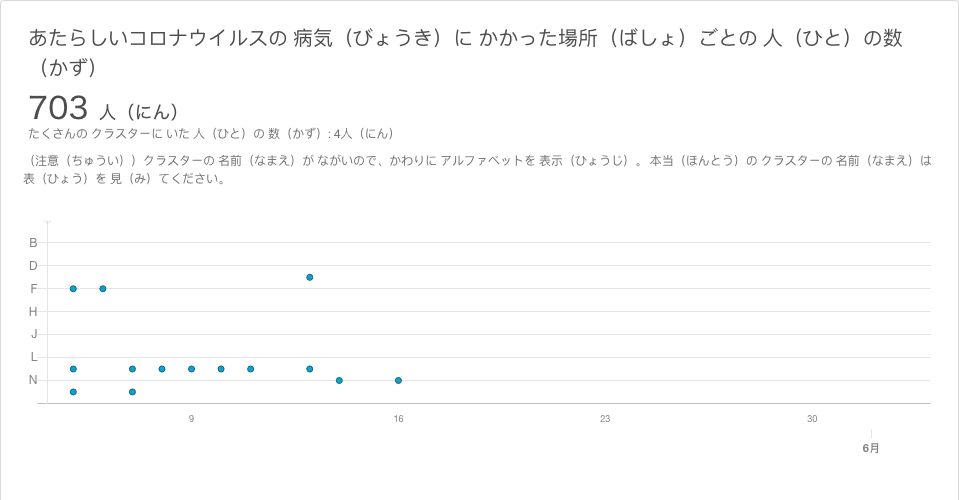 あたらしいコロナウイルスの 病気（びょうき）に かかった場所（ばしょ）ごとの 人（ひと）の数
（かず）
703 人（にん）
たくさんの クラスターに いた 人（ひと）の 数（かず）: 4人（にん）
（注意（ちゅうい））クラスターの 名前（なまえ）が ながいので、かわりに アルファベットを 表示（ひょうじ）。 本当（ほんとう）の クラスターの 名前（なまえ）は
表（ひょう）を 見（み）てください。
B
D
F
H
J
L
N
9 16 23 30
6月